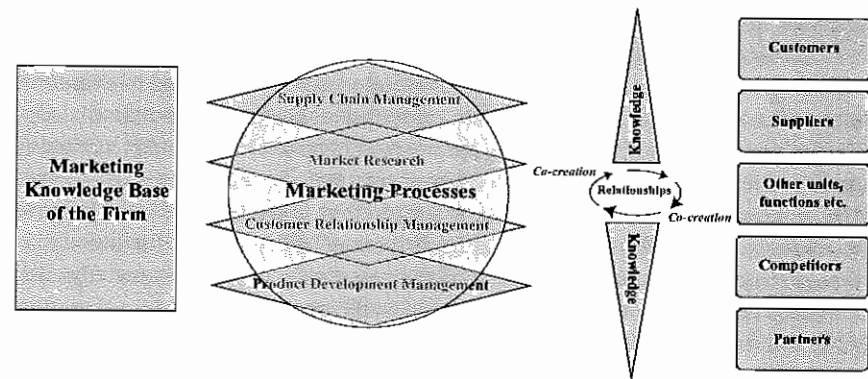 Marketing
Knowledge Base
of the Firm
Supply Chain Management
Market Research
Marketing Processes
Customer Relationship Management
Product Development Management
Knowledge
Co-creation
Relationships
Co-creation
Knowledge
Customers
Suppliers
Other units,
functions etc.
Competitors
Partners